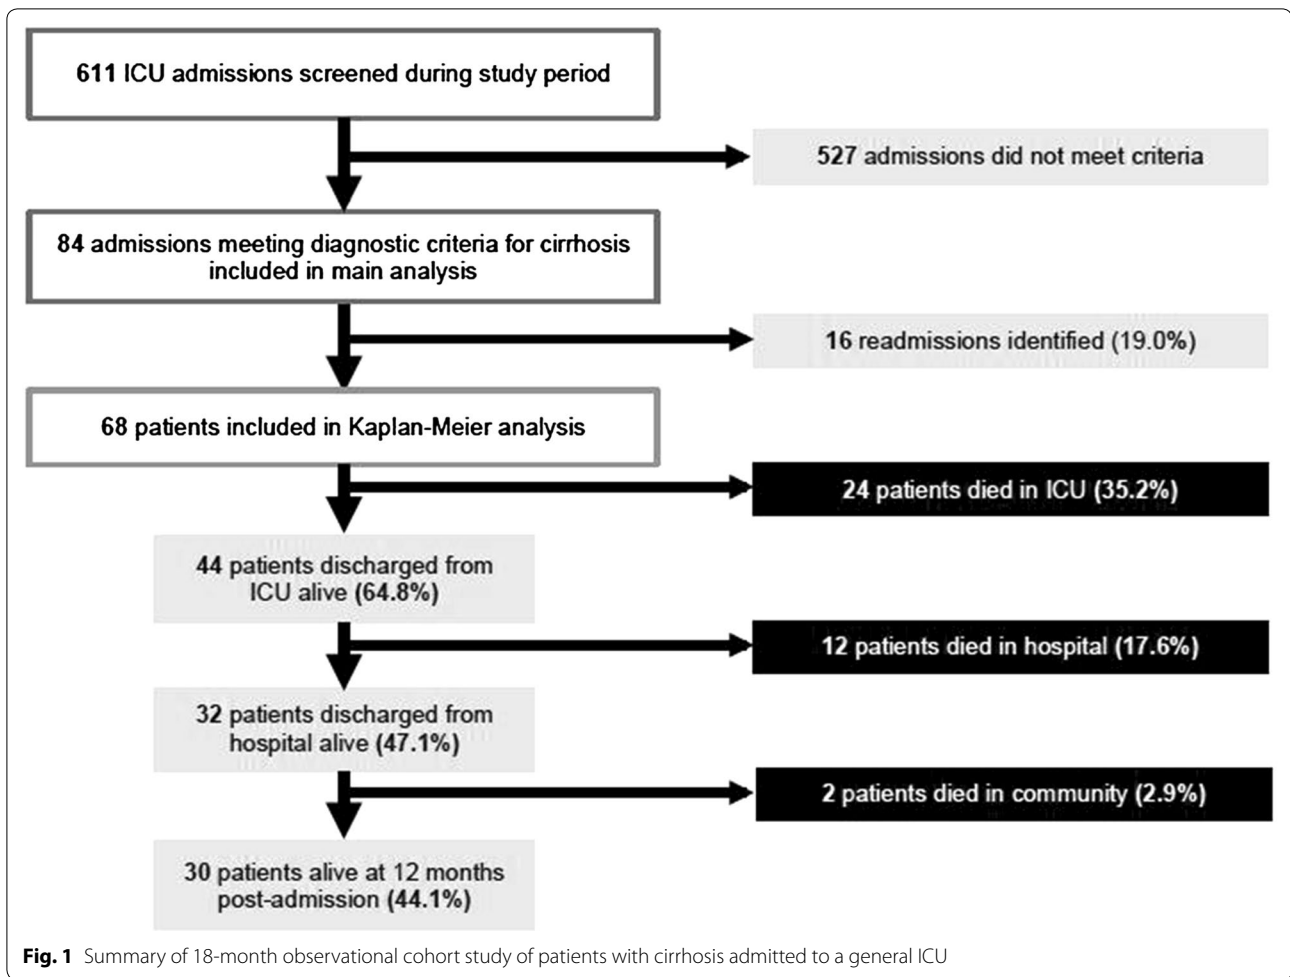 611 ICU admissions screened during study period
527 admissions did not meet criteria
84 admissions meeting diagnostic criteria for cirrhosis
included in main analysis
16 readmissions identified (19.0%)
68 patients included in Kaplan-Meier analysis
24 patients died in ICU (35.2%)
44 patients discharged from
ICU alive (64.8%)
12 patients died in hospital (17.6%)
32 patients discharged from
hospital alive (47.1%)
2 patients died in community (2.9%)
30 patients alive at 12 months
post-admission (44.1%)
Fig. 1 Summary of 18-month observational cohort study of patients with cirrhosis admitted to a general ICU